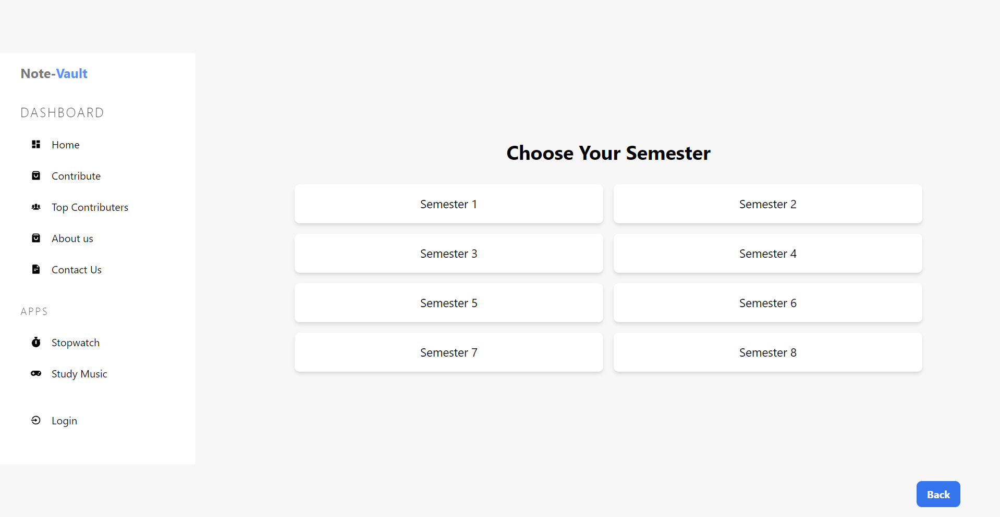 Note-Vault
DASHBOARD
Home
Contribute
Top Contributers
About us
Contact Us
APPS
Stopwatch
Study Music
Login
Choose Your Semester
Semester 1
Semester 2
Semester 3
Semester 4
Semester 5
Semester 6
Semester 7
Semester 8
Back